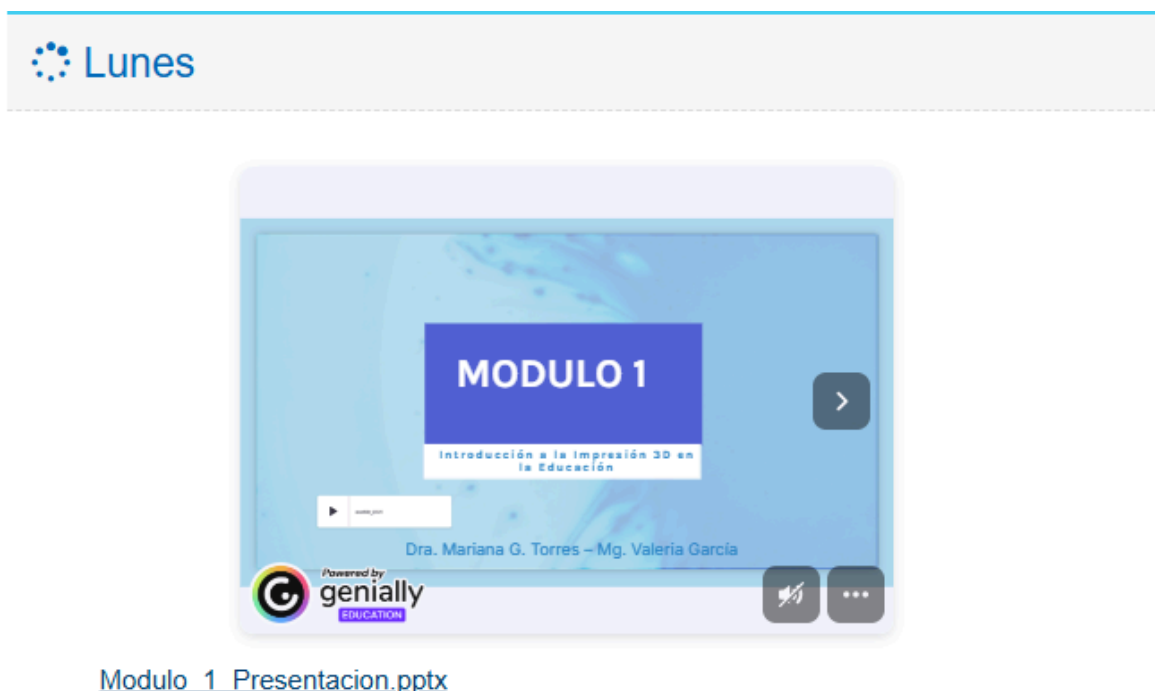 Lunes
MODULO 1
Introducción a la Impresión 3D en
la Educación
Dra. Mariana G. Torres – Mg. Valeria García
Powered by
genially
EDUCATION
Modulo_1_Presentacion.pptx